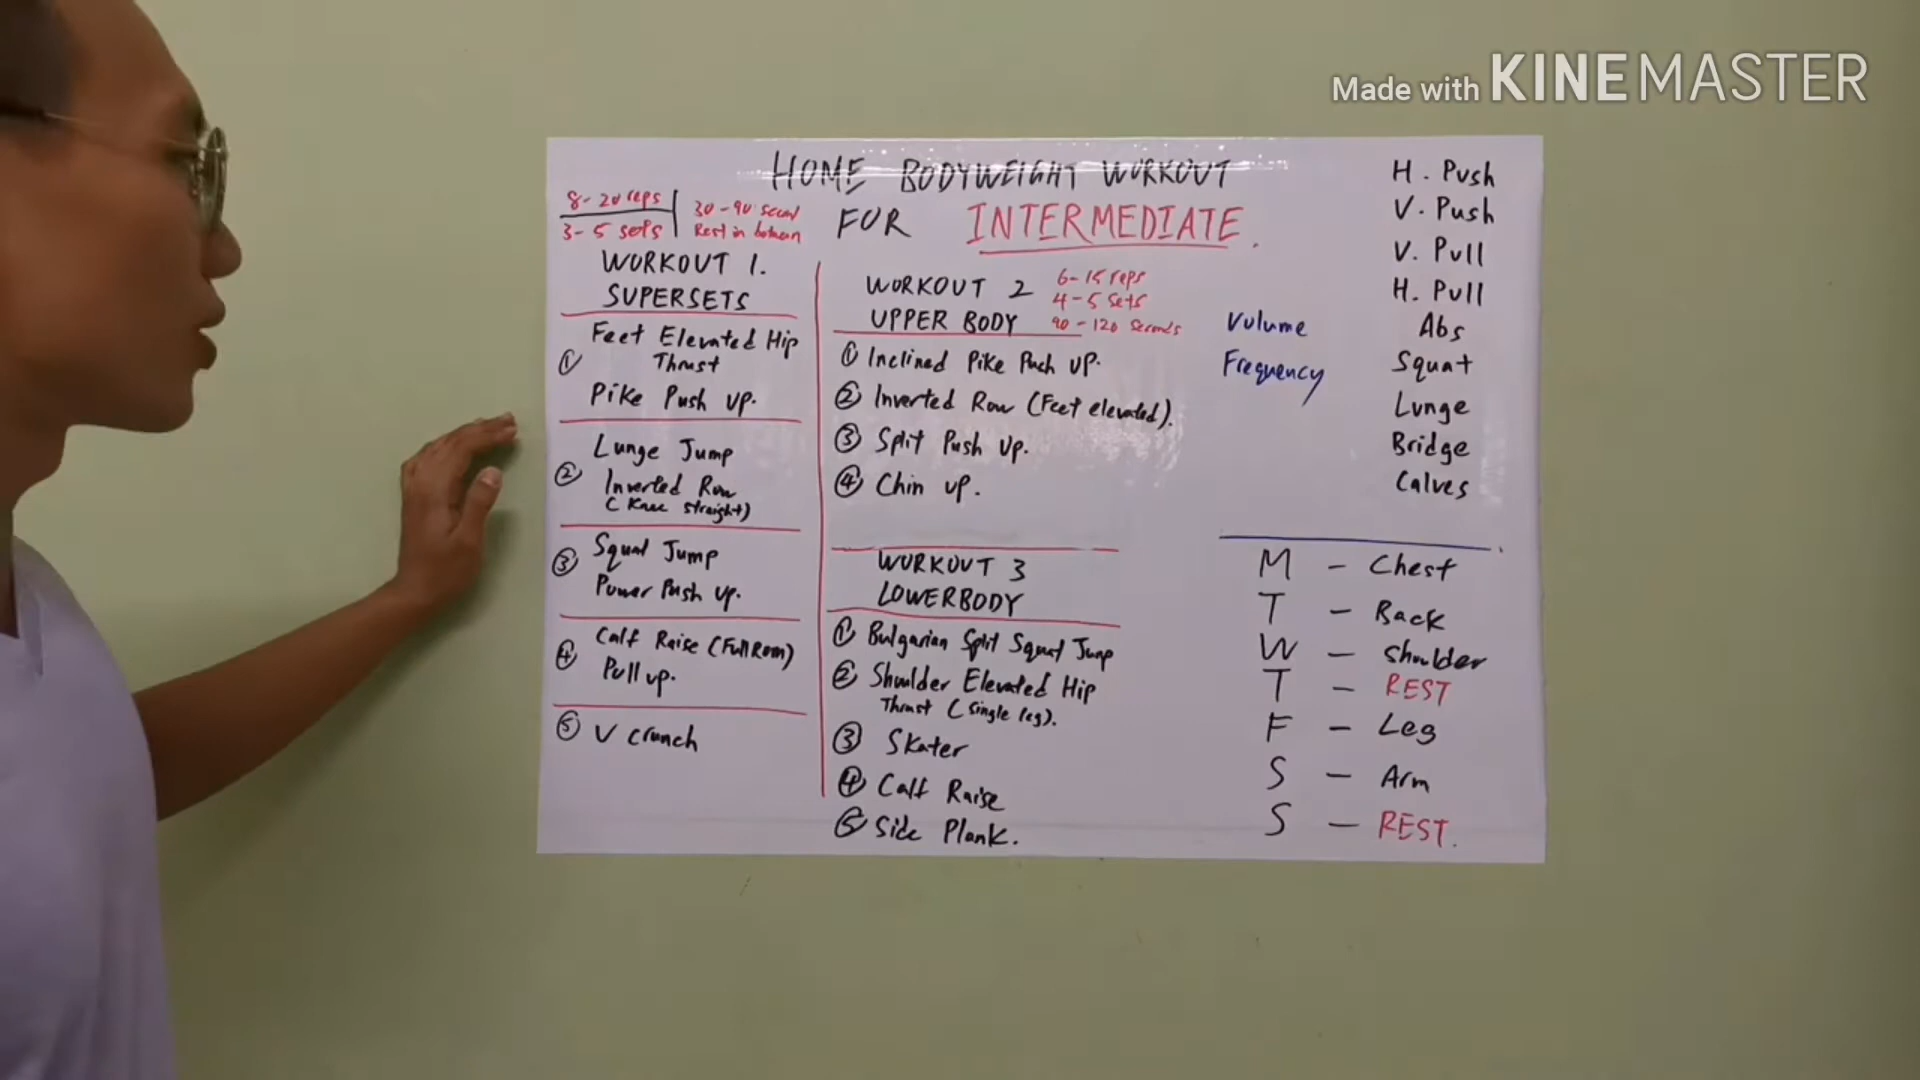 Made with KINEMASTER
HOME BODYWEIGHT WORKOUT
FOR INTERMEDIATE.
8-20 reps
3-5 sets
30-90 second
Rest in between
WORKOUT 1.
SUPERSETS
① Feet Elevated Hip
Thrust
Pike Push up.
② Lunge Jump
Inverted Row
(Knee straight)
③ Squat Jump
Power Push up.
④ Calf Raise (Full ROM)
Pull up.
⑤ V crunch
WORKOUT 2
UPPER BODY
6-15 reps
4-5 sets
90-120 seconds
① Inclined Pike Push up.
② Inverted Row (Feet elevated).
③ Split Push up.
④ Chin up.
WORKOUT 3
LOWERBODY
① Bulgarian Split Squat Jump
② Shoulder Elevated Hip
Thrust (single leg).
③ Skater
④ Calf Raise
⑤ Side Plank.
Volume
Frequency
H. Push
V. Push
V. Pull
H. Pull
Abs
Squat
Lunge
Bridge
Calves
M - Chest
T - Back
W - Shoulder
T - REST
F - Leg
S - Arm
S - REST.